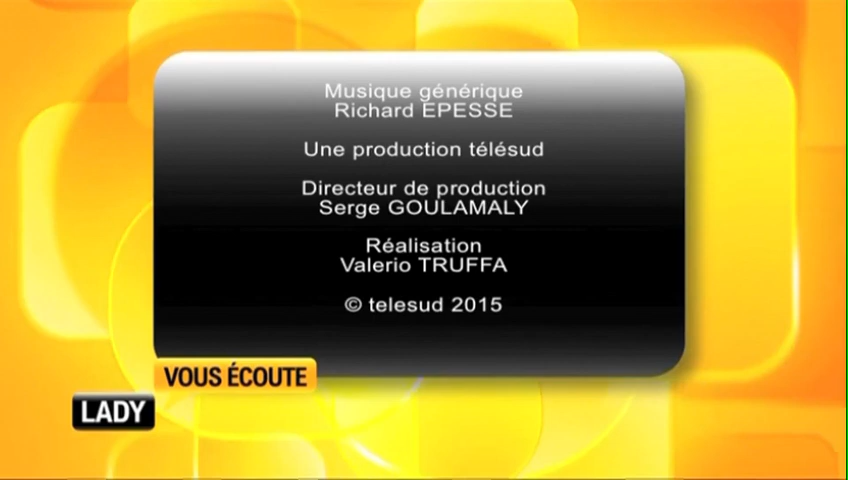 Musique générique
Richard EPESSE
Une production télésud
Directeur de production
Serge GOULAMALY
Réalisation
Valerio TRUFFA
© telesud 2015
VOUS ÉCOUTE
LADY